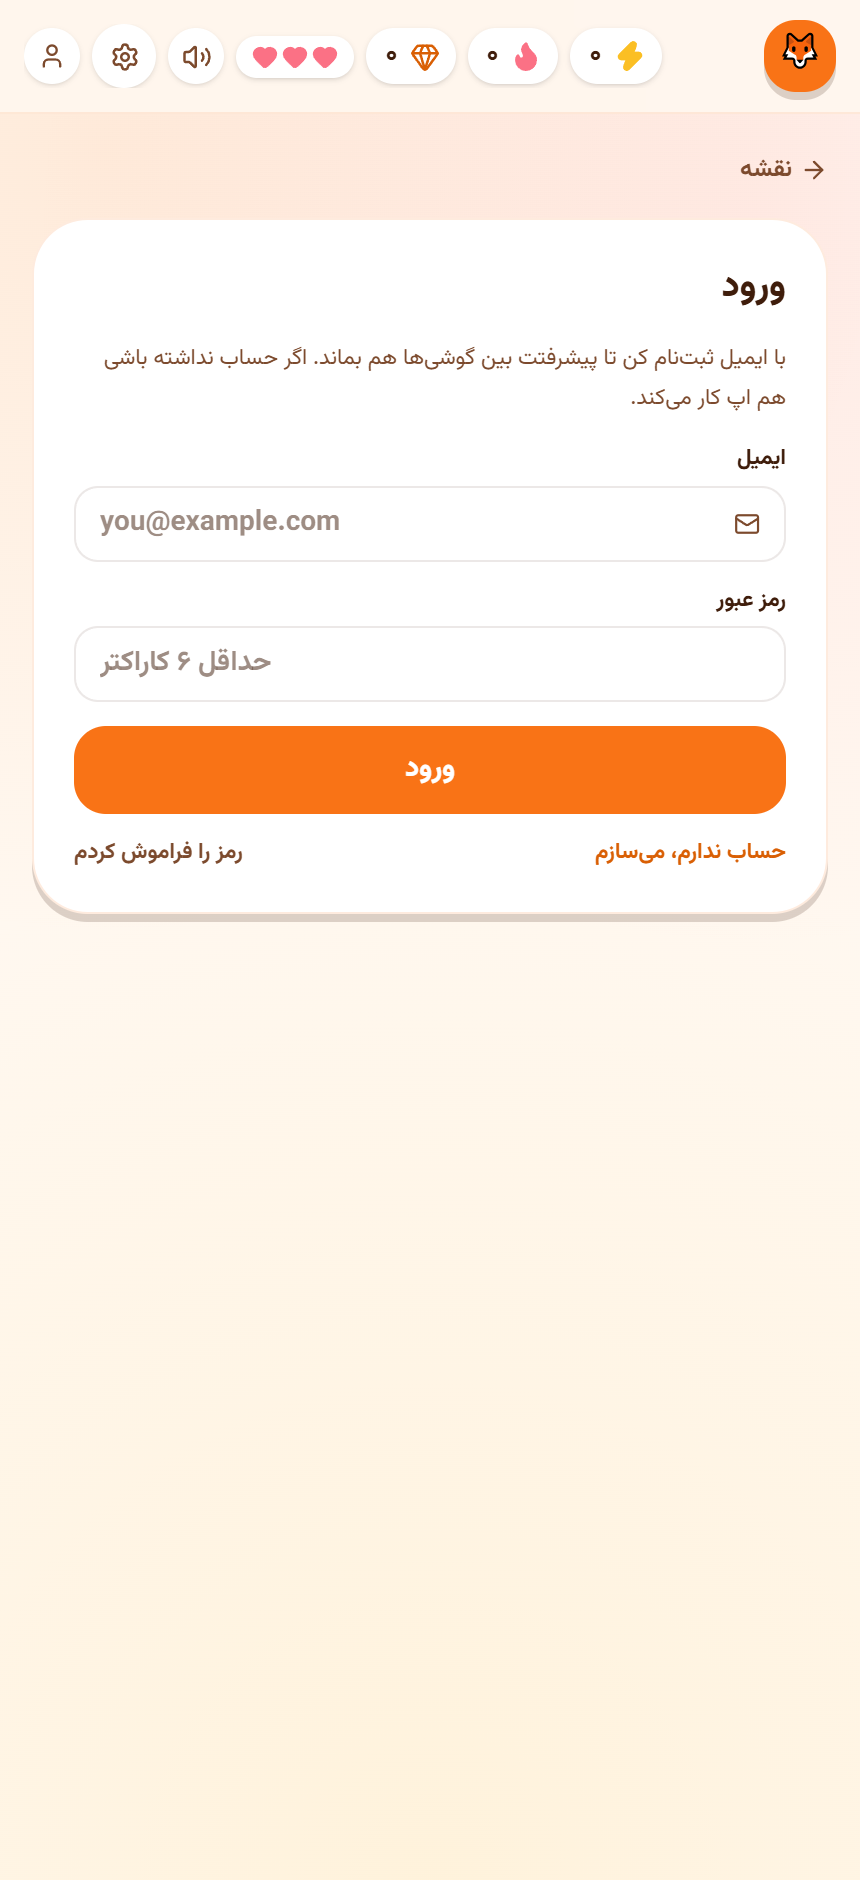 ۰ ۰ ۰
نقشه
ورود
با ایمیل ثبت‌نام کن تا پیشرفتت بین گوشی‌ها هم بماند. اگر حساب نداشته باشی
هم اپ کار می‌کند.
ایمیل
you@example.com
رمز عبور
حداقل ۶ کاراکتر
ورود
حساب ندارم، می‌سازم
رمز را فراموش کردم